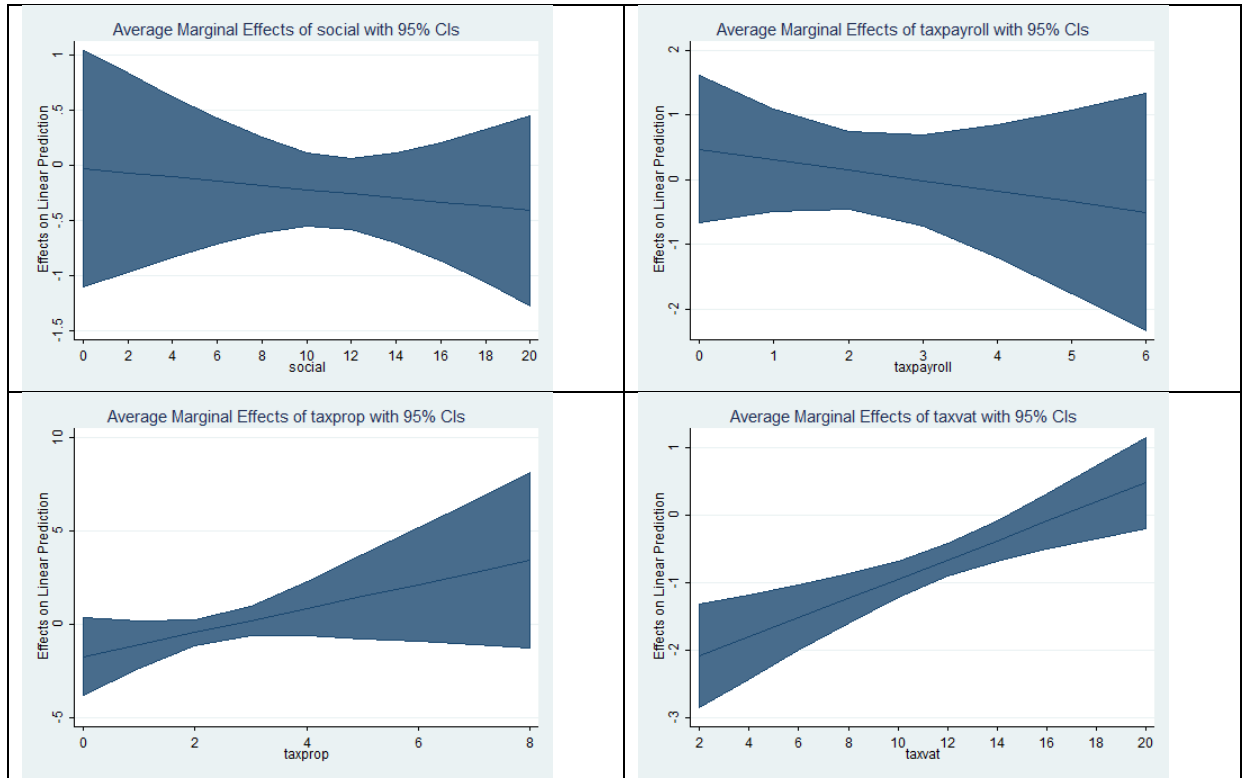 Average Marginal Effects of social with 95% CIs
Effects on Linear Prediction
1
.5
0
-.5
-1
-1.5
0 2 4 6 8 10 12 14 16 18 20
social
Average Marginal Effects of taxpayroll with 95% CIs
Effects on Linear Prediction
2
1
0
-1
-2
0 1 2 3 4 5 6
taxpayroll
Average Marginal Effects of taxprop with 95% CIs
Effects on Linear Prediction
10
5
0
-5
0 2 4 6 8
taxprop
Average Marginal Effects of taxvat with 95% CIs
Effects on Linear Prediction
1
0
-1
-2
-3
2 4 6 8 10 12 14 16 18 20
taxvat